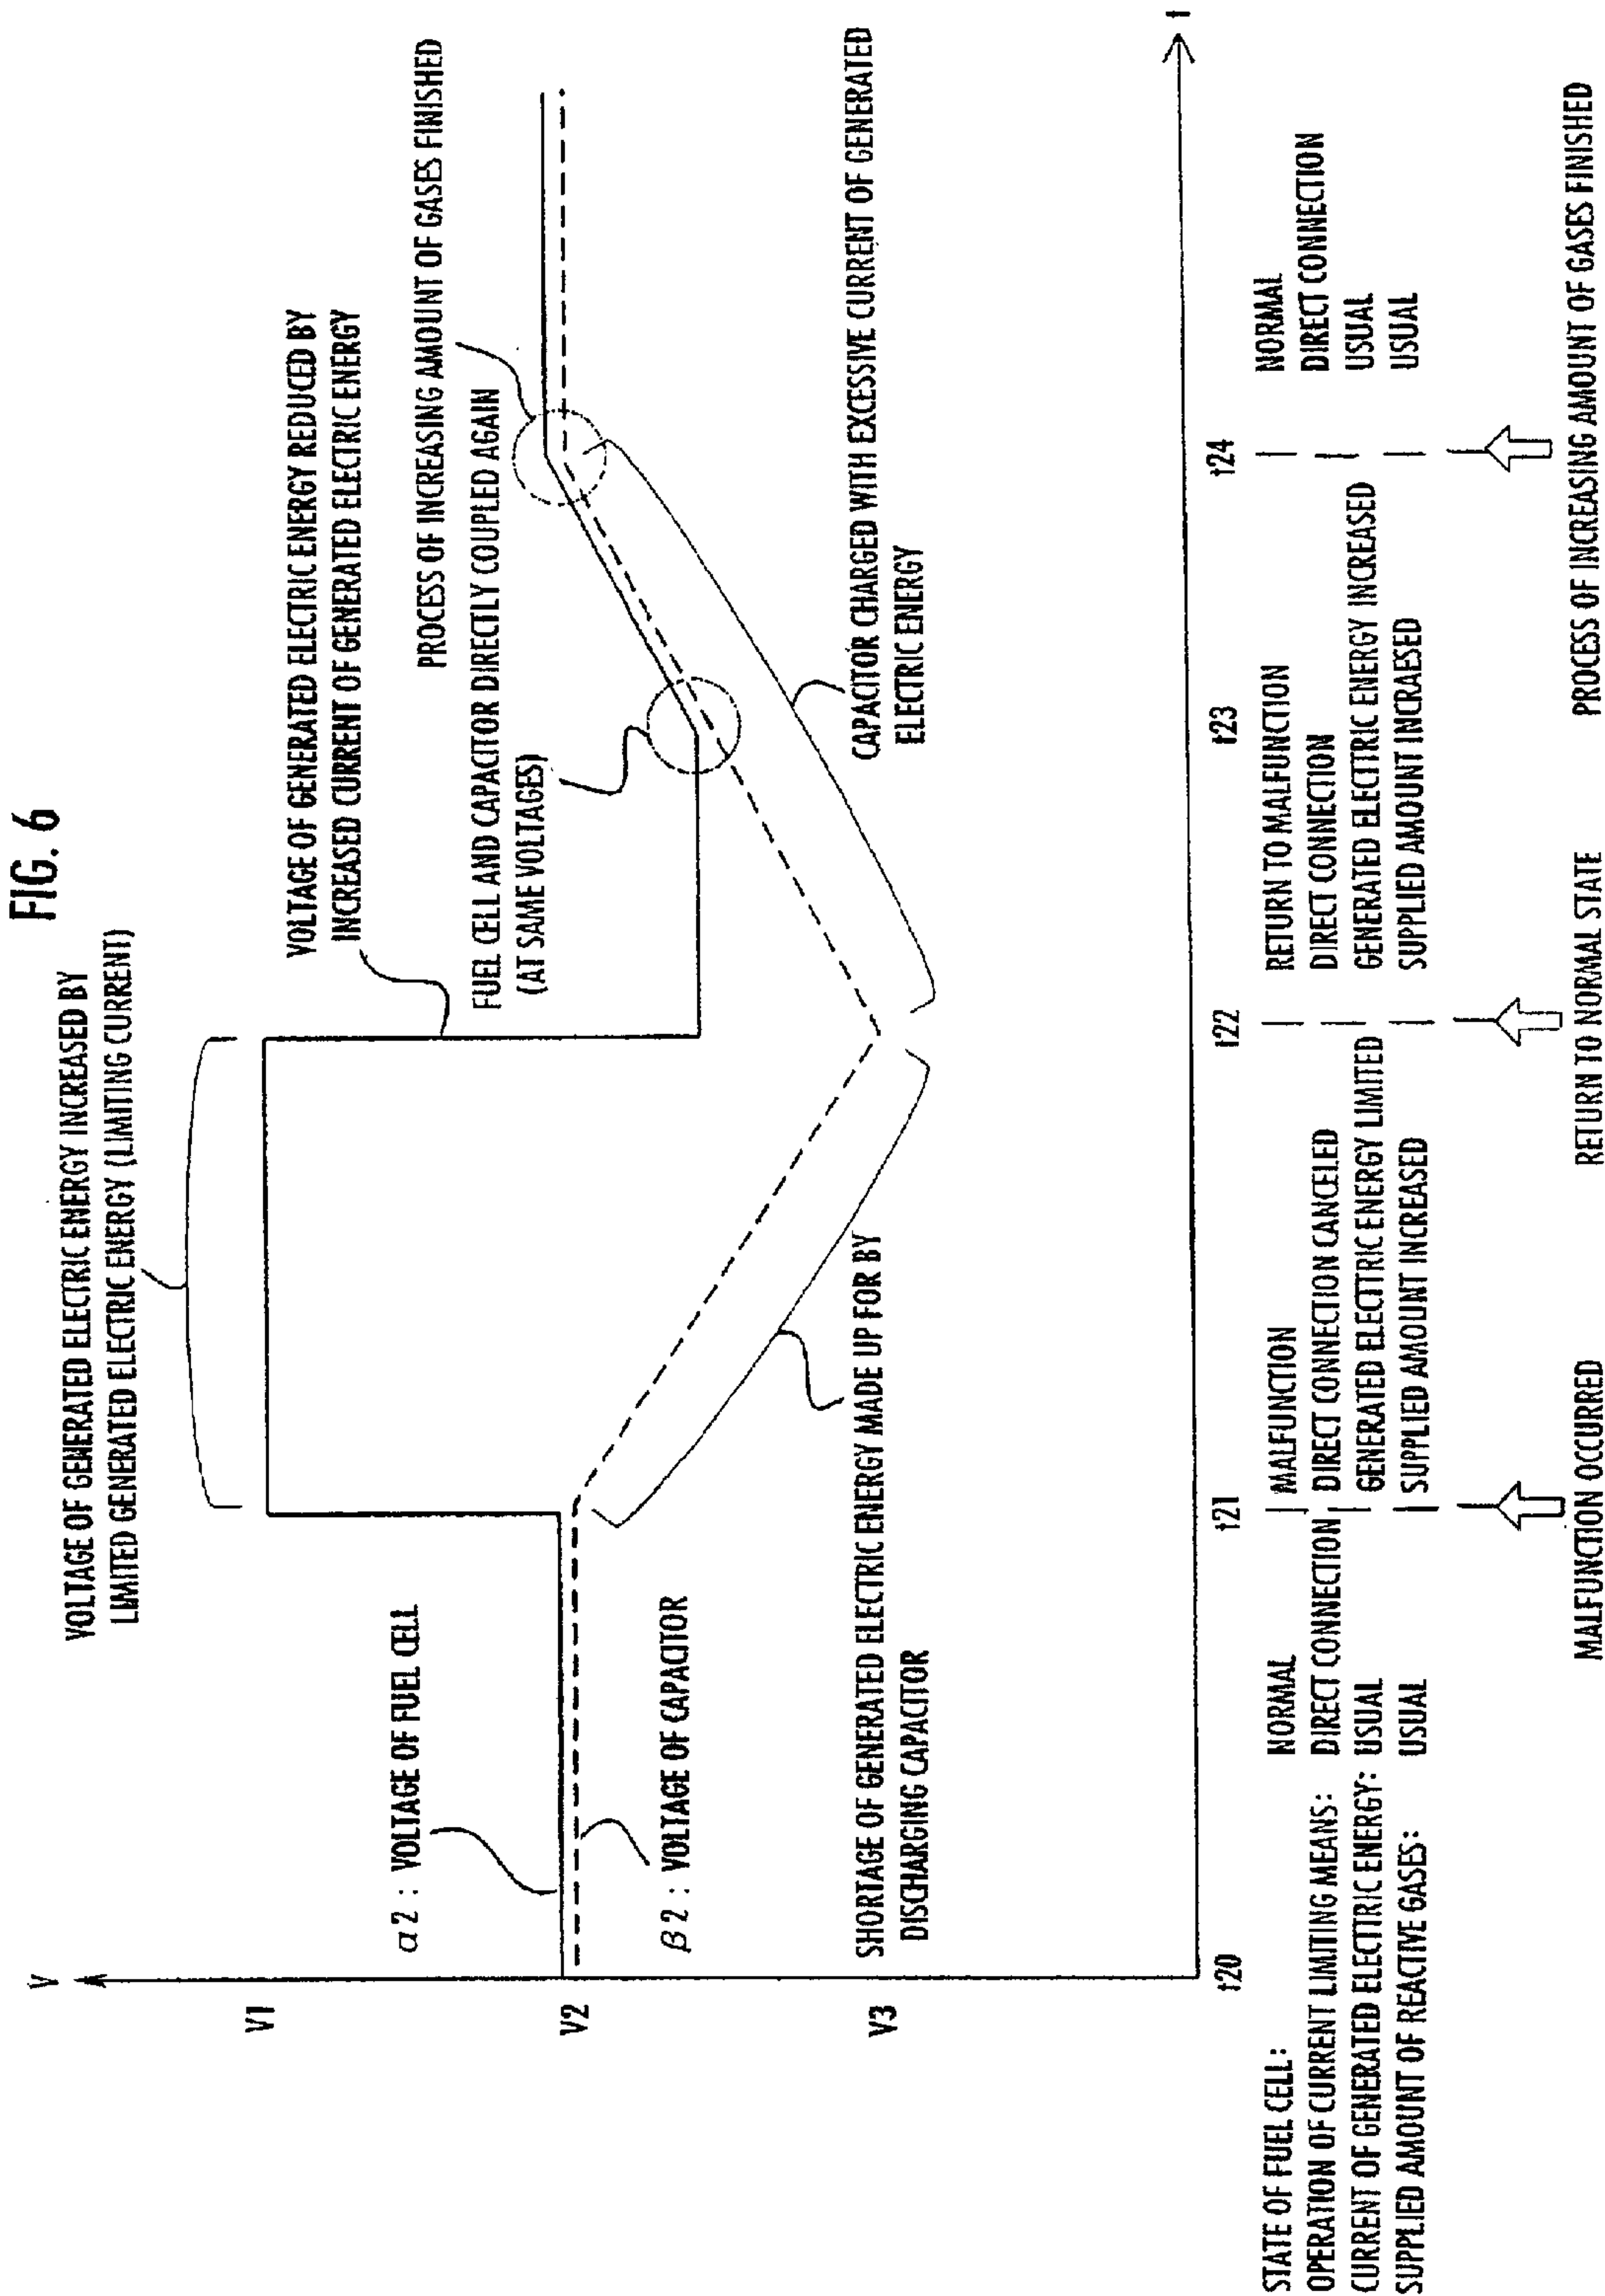 FIG. 6
VOLTAGE OF GENERATED ELECTRIC ENERGY INCREASED BY
LIMITED GENERATED ELECTRIC ENERGY (LIMITING CURRENT)
VOLTAGE OF GENERATED ELECTRIC ENERGY REDUCED BY
INCREASED CURRENT OF GENERATED ELECTRIC ENERGY
PROCESS OF INCREASING AMOUNT OF GASES FINISHED
FUEL CELL AND CAPACITOR DIRECTLY COUPLED AGAIN
(AT SAME VOLTAGES)
V
V1
V2
V3
α2 : VOLTAGE OF FUEL CELL
β2 : VOLTAGE OF CAPACITOR
SHORTAGE OF GENERATED ELECTRIC ENERGY MADE UP FOR BY
DISCHARGING CAPACITOR
CAPACITOR CHARGED WITH EXCESSIVE CURRENT OF GENERATED
ELECTRIC ENERGY
t
t20
t21
t22
t23
t24
STATE OF FUEL CELL: NORMAL MALFUNCTION RETURN TO MALFUNCTION NORMAL
OPERATION OF CURRENT LIMITING MEANS: DIRECT CONNECTION DIRECT CONNECTION CANCELED DIRECT CONNECTION DIRECT CONNECTION
CURRENT OF GENERATED ELECTRIC ENERGY: USUAL GENERATED ELECTRIC ENERGY LIMITED GENERATED ELECTRIC ENERGY INCREASED USUAL
SUPPLIED AMOUNT OF REACTIVE GASES: USUAL SUPPLIED AMOUNT INCREASED SUPPLIED AMOUNT INCRAESED USUAL
MALFUNCTION OCCURRED
RETURN TO NORMAL STATE
PROCESS OF INCREASING AMOUNT OF GASES FINISHED